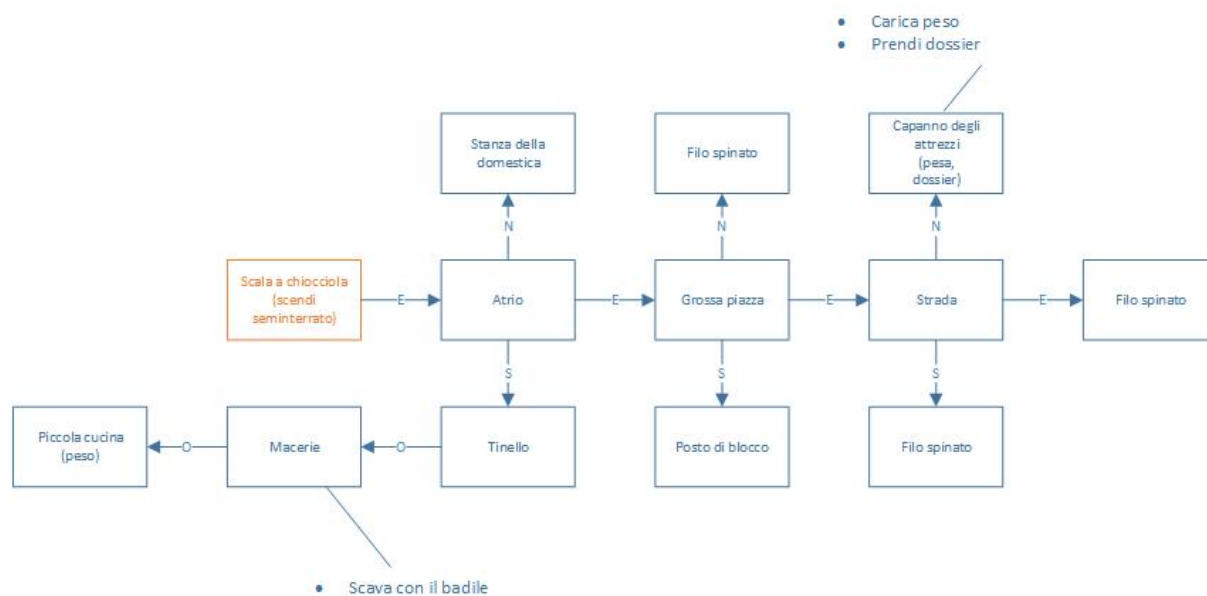 • Carica peso
• Prendi dossier
Stanza della
domestica
Filo spinato
Capanno degli
attrezzi
(pesa,
dossier)
N
N
N
Scala a chiocciola
(scendi
seminterrato)
E
Atrio
E
Grossa piazza
E
Strada
E
Filo spinato
S
S
S
Piccola cucina
(peso)
O
Macerie
O
Tinello
Posto di blocco
Filo spinato
• Scava con il badile